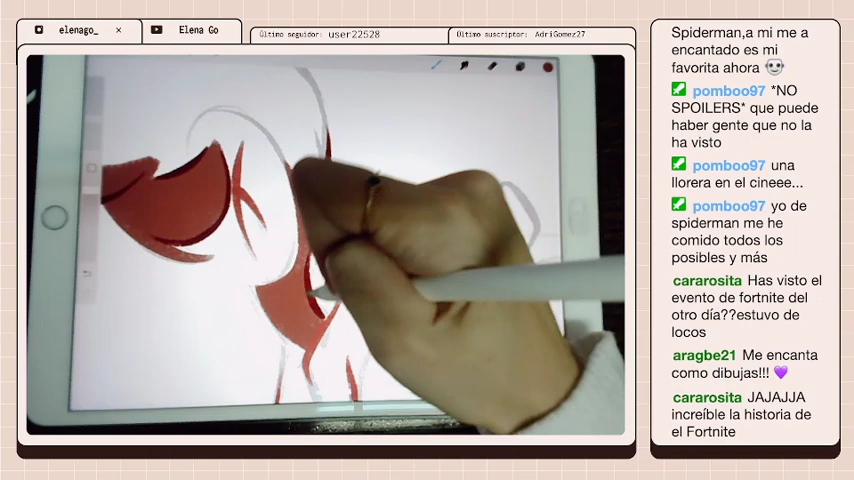 elenago_ ×
Elena Go
Último seguidor: user22528
Último suscriptor: AdriGomez27
Spiderman,a mi me a
encantado es mi
favorita ahora
pomboo97 *NO
SPOILERS* que puede
haber gente que no la
ha visto
pomboo97 una
llorera en el cineee...
pomboo97 yo de
spiderman me he
comido todos los
posibles y más
cararosita Has visto el
evento de fortnite del
otro día??estuvo de
locos
aragbe21 Me encanta
como dibujas!!! 💜
cararosita JAJAJJA
increíble la historia de
el Fortnite